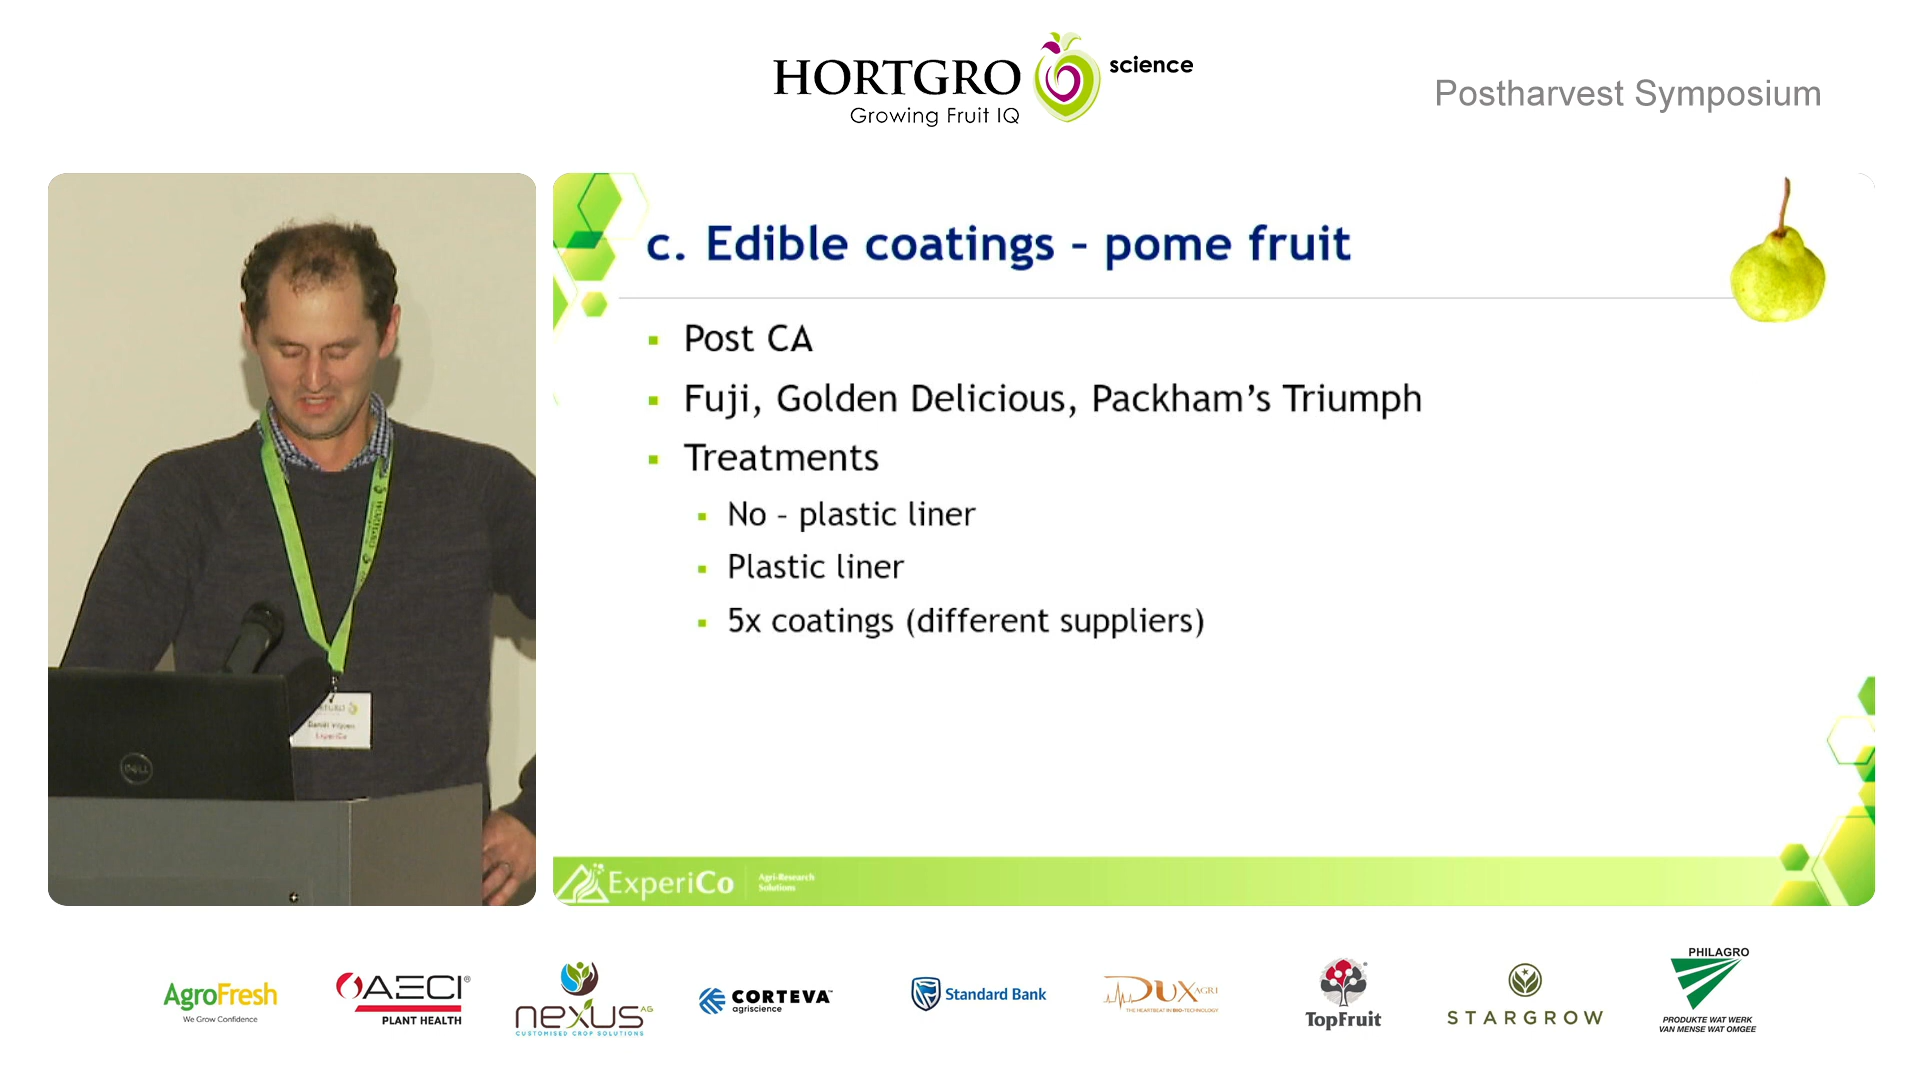 HORTGRO science
Growing Fruit IQ
Postharvest Symposium
c. Edible coatings – pome fruit
▪ Post CA
▪ Fuji, Golden Delicious, Packham's Triumph
▪ Treatments
▪ No – plastic liner
▪ Plastic liner
▪ 5x coatings (different suppliers)
ExperiCo
Agri-Research
Solutions
DELL
ExperiCo
AgroFresh
We Grow Confidence
AECI®
PLANT HEALTH
nexus AG
CUSTOMISED CROP SOLUTIONS
CORTEVA™
agriscience
Standard Bank
DUX AGRI
THE HEARTBEAT IN BIO-TECHNOLOGY
TopFruit
STARGROW
PHILAGRO
PRODUKTE WAT WERK
VAN MENSE WAT OMGEE